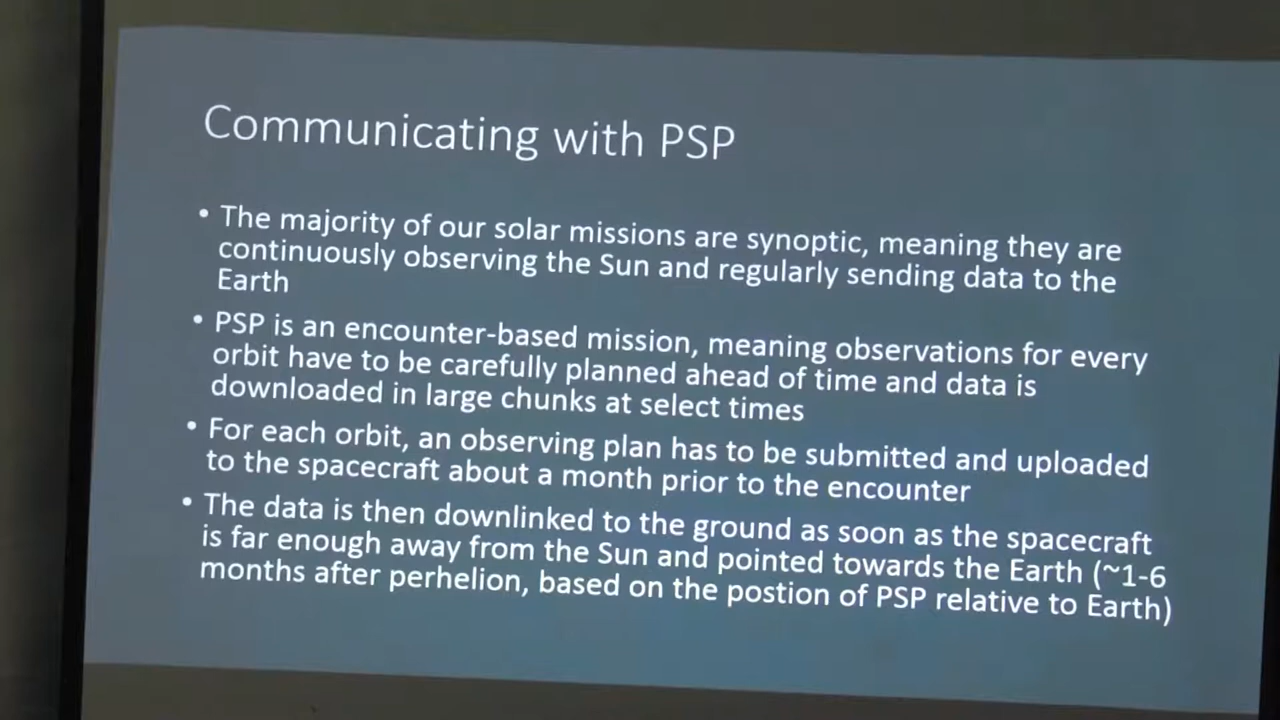 Communicating with PSP
• The majority of our solar missions are synoptic, meaning they are
continuously observing the Sun and regularly sending data to the
Earth
• PSP is an encounter-based mission, meaning observations for every
orbit have to be carefully planned ahead of time and data is
downloaded in large chunks at select times
• For each orbit, an observing plan has to be submitted and uploaded
to the spacecraft about a month prior to the encounter
• The data is then downlinked to the ground as soon as the spacecraft
is far enough away from the Sun and pointed towards the Earth (~1-6
months after perhelion, based on the postion of PSP relative to Earth)